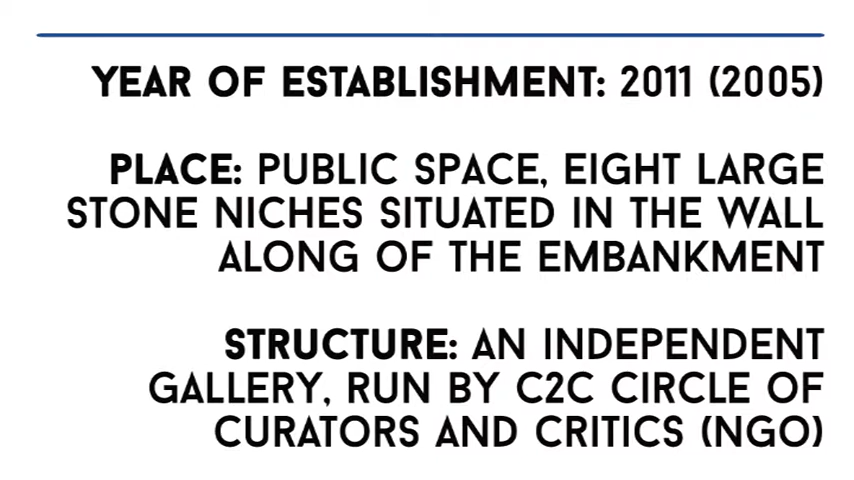 YEAR OF ESTABLISHMENT: 2011 (2005)
PLACE: PUBLIC SPACE, EIGHT LARGE
STONE NICHES SITUATED IN THE WALL
ALONG OF THE EMBANKMENT
STRUCTURE: AN INDEPENDENT
GALLERY, RUN BY C2C CIRCLE OF
CURATORS AND CRITICS (NGO)